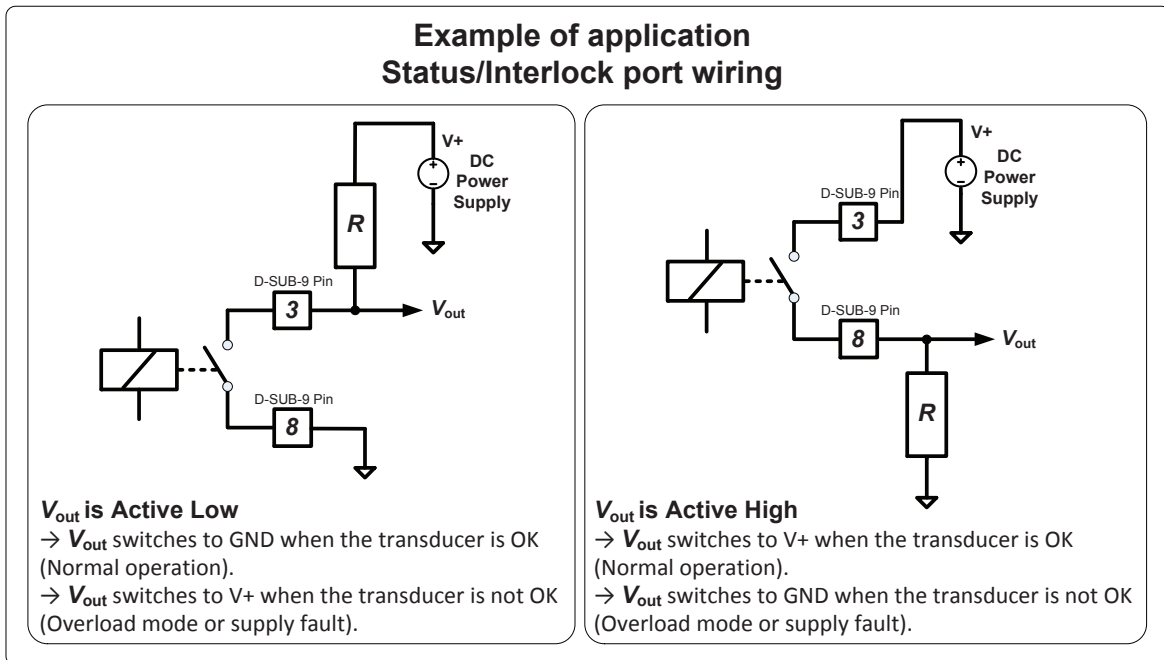 Example of application
Status/Interlock port wiring
V+
DC
Power
Supply
+
−
R
D-SUB-9 Pin
3
Vout
D-SUB-9 Pin
8
Vout is Active Low
→ Vout switches to GND when the transducer is OK
(Normal operation).
→ Vout switches to V+ when the transducer is not OK
(Overload mode or supply fault).
V+
DC
Power
Supply
+
−
D-SUB-9 Pin
3
D-SUB-9 Pin
8
Vout
R
Vout is Active High
→ Vout switches to V+ when the transducer is OK
(Normal operation).
→ Vout switches to GND when the transducer is not OK
(Overload mode or supply fault).